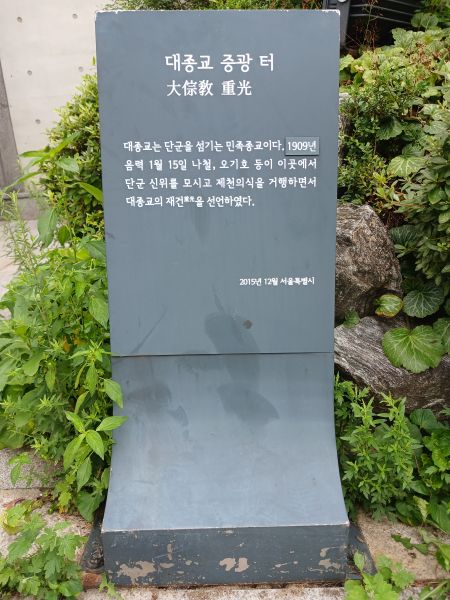 대종교 중광 터
大倧敎 重光
대종교는 단군을 섬기는 민족종교이다. 1909년
음력 1월 15일 나철, 오기호 등이 이곳에서
단군 신위를 모시고 제천의식을 거행하면서
대종교의 재건重光을 선언하였다.
2015년 12월 서울특별시